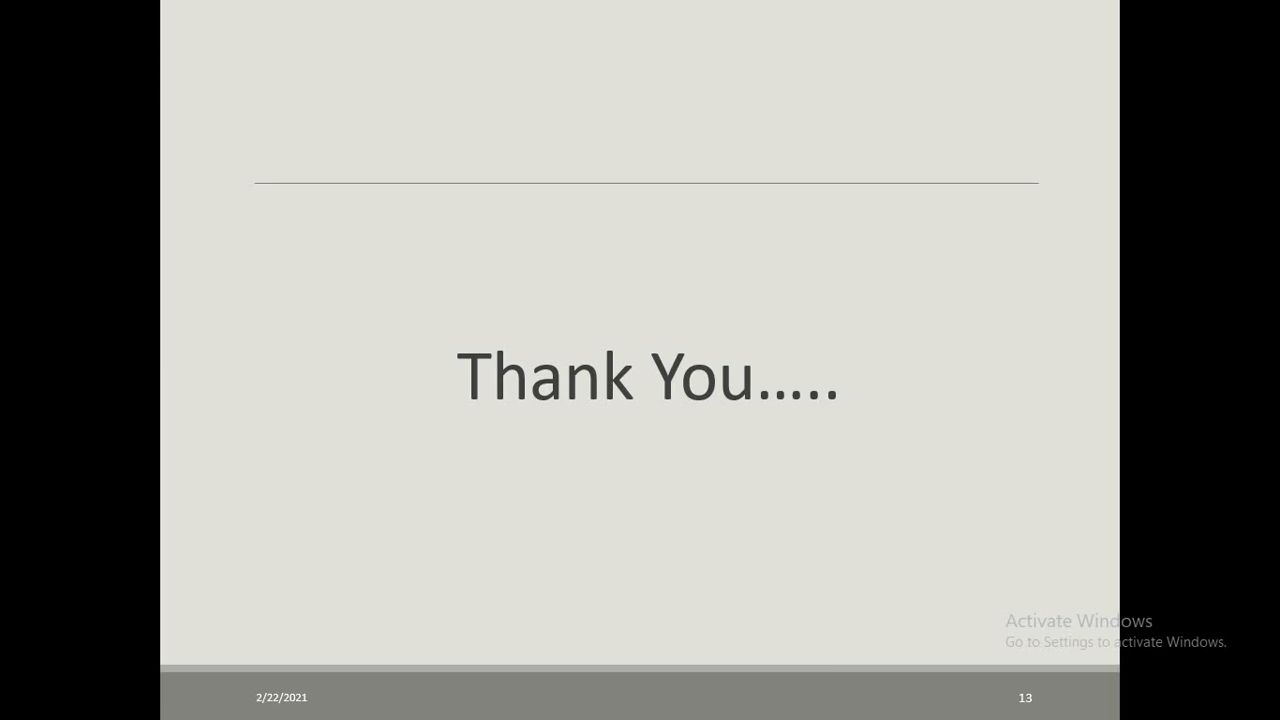 Thank You…..
Activate Windows
Go to Settings to activate Windows.
2/22/2021
13